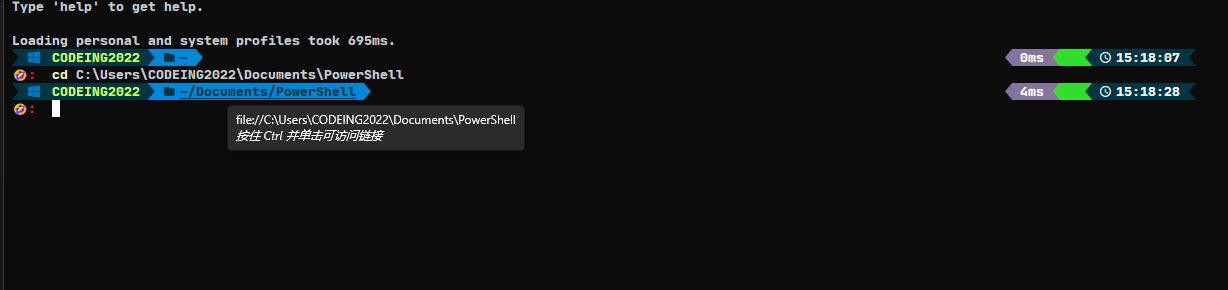 Type 'help' to get help.
Loading personal and system profiles took 695ms.
CODEING2022 ~ 0ms 15:18:07
: cd C:\Users\CODEING2022\Documents\PowerShell
CODEING2022 ~/Documents/PowerShell 4ms 15:18:28
:
file://C:\Users\CODEING2022\Documents\PowerShell
按住 Ctrl 并单击可访问链接